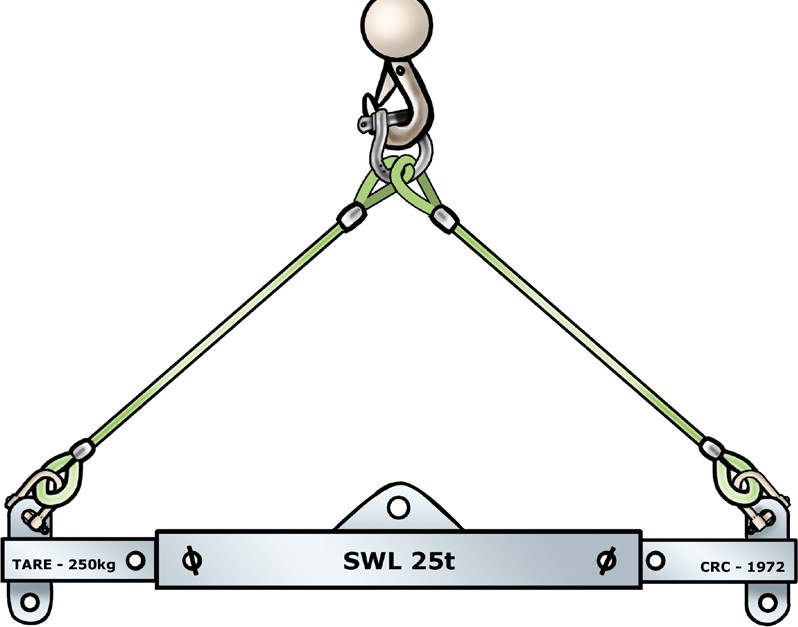 TARE - 250kg
SWL 25t
CRC - 1972